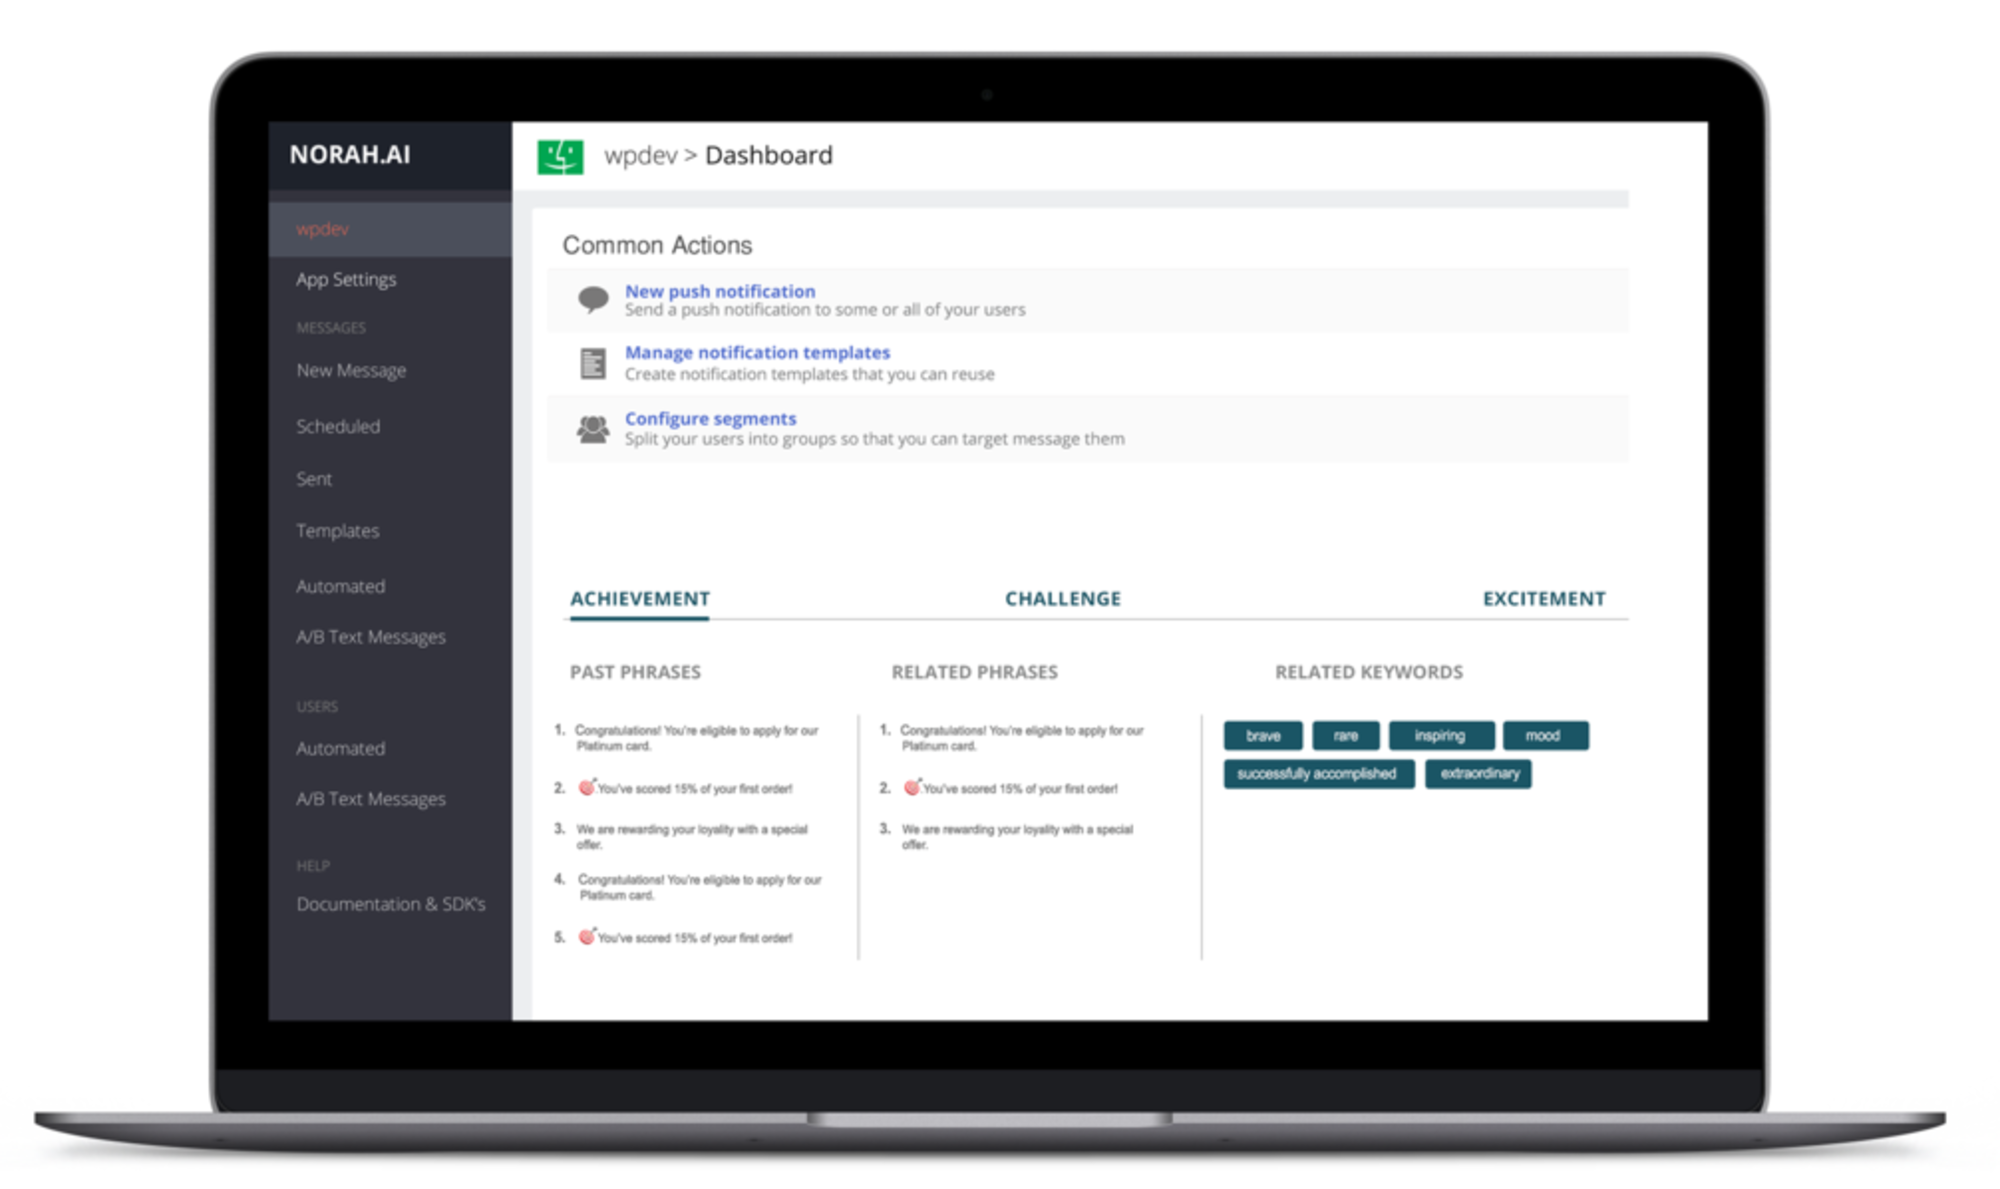 NORAH.AI
wpdev
App Settings
MESSAGES
New Message
Scheduled
Sent
Templates
Automated
A/B Text Messages
USERS
Automated
A/B Text Messages
HELP
Documentation & SDK's
wpdev > Dashboard
Common Actions
New push notification
Send a push notification to some or all of your users
Manage notification templates
Create notification templates that you can reuse
Configure segments
Split your users into groups so that you can target message them
ACHIEVEMENT CHALLENGE EXCITEMENT
PAST PHRASES
1. Congratulations! You're eligible to apply for our
Platinum card.
2. You've scored 15% of your first order!
3. We are rewarding your loyality with a special
offer.
4. Congratulations! You're eligible to apply for our
Platinum card.
5. You've scored 15% of your first order!
RELATED PHRASES
1. Congratulations! You're eligible to apply for our
Platinum card.
2. You've scored 15% of your first order!
3. We are rewarding your loyality with a special
offer.
RELATED KEYWORDS
brave rare inspiring mood
successfully accomplished extraordinary